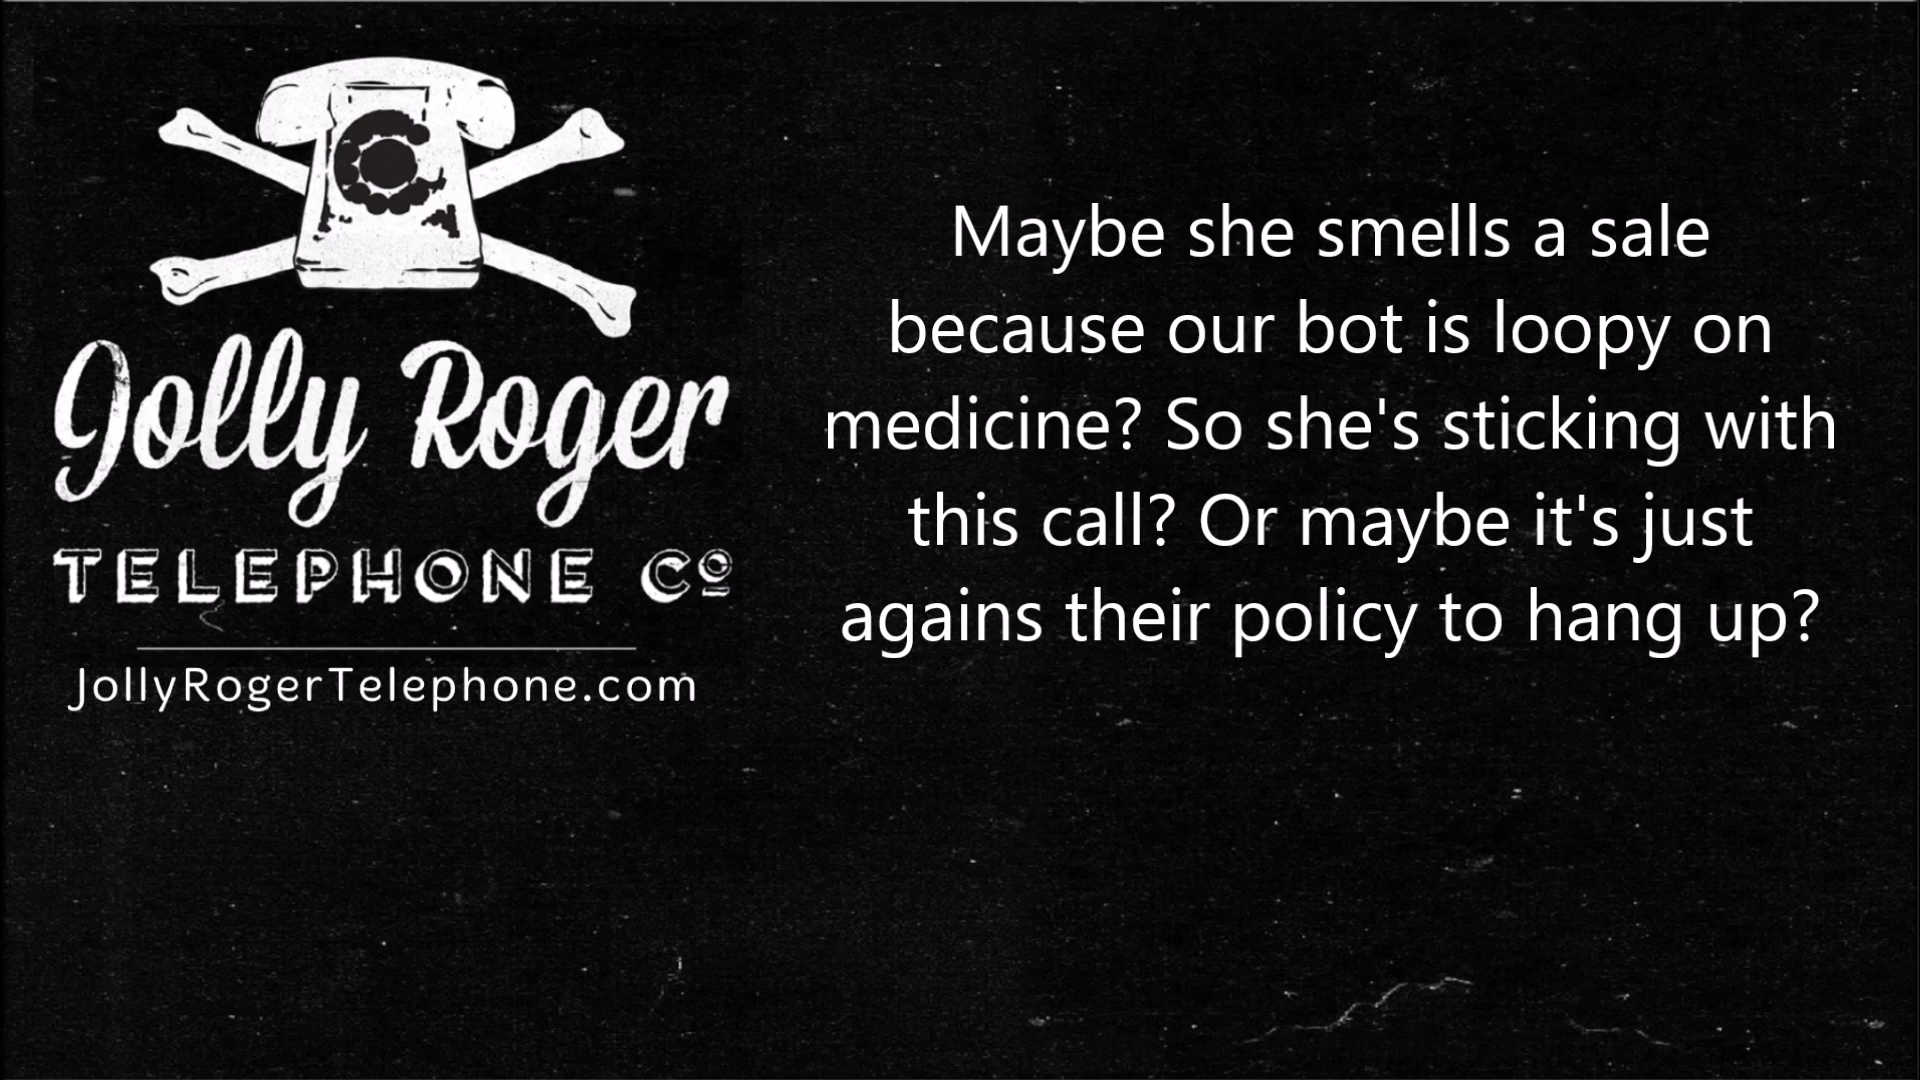 Jolly Roger
TELEPHONE Co
JollyRogerTelephone.com
Maybe she smells a sale
because our bot is loopy on
medicine? So she's sticking with
this call? Or maybe it's just
agains their policy to hang up?